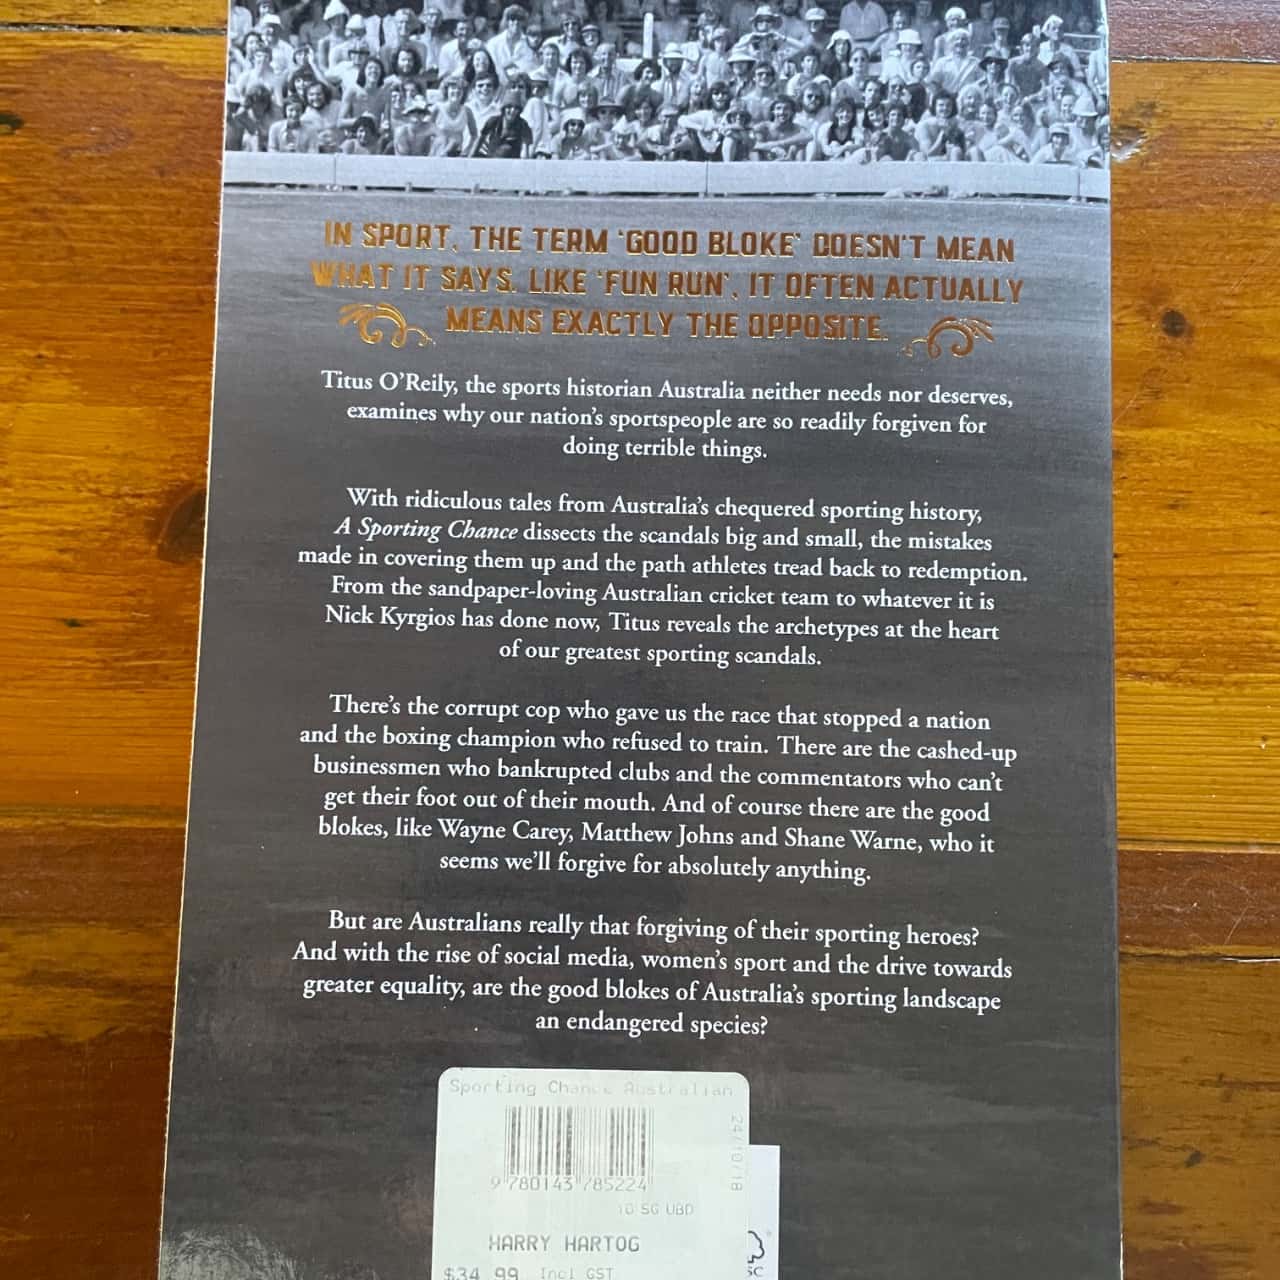 IN SPORT, THE TERM ‘GOOD BLOKE’ DOESN’T MEAN
WHAT IT SAYS. LIKE ‘FUN RUN’, IT OFTEN ACTUALLY
MEANS EXACTLY THE OPPOSITE.
Titus O’Reily, the sports historian Australia neither needs nor deserves,
examines why our nation’s sportspeople are so readily forgiven for
doing terrible things.
With ridiculous tales from Australia’s chequered sporting history,
A Sporting Chance dissects the scandals big and small, the mistakes
made in covering them up and the path athletes tread back to redemption.
From the sandpaper-loving Australian cricket team to whatever it is
Nick Kyrgios has done now, Titus reveals the archetypes at the heart
of our greatest sporting scandals.
There’s the corrupt cop who gave us the race that stopped a nation
and the boxing champion who refused to train. There are the cashed-up
businessmen who bankrupted clubs and the commentators who can’t
get their foot out of their mouth. And of course there are the good
blokes, like Wayne Carey, Matthew Johns and Shane Warne, who it
seems we’ll forgive for absolutely anything.
But are Australians really that forgiving of their sporting heroes?
And with the rise of social media, women’s sport and the drive towards
greater equality, are the good blokes of Australia’s sporting landscape
an endangered species?
Sporting Chance Australian
24/10/18
9 780143 785224
10 SG UBD
HARRY HARTOG
$34.99 Incl GST